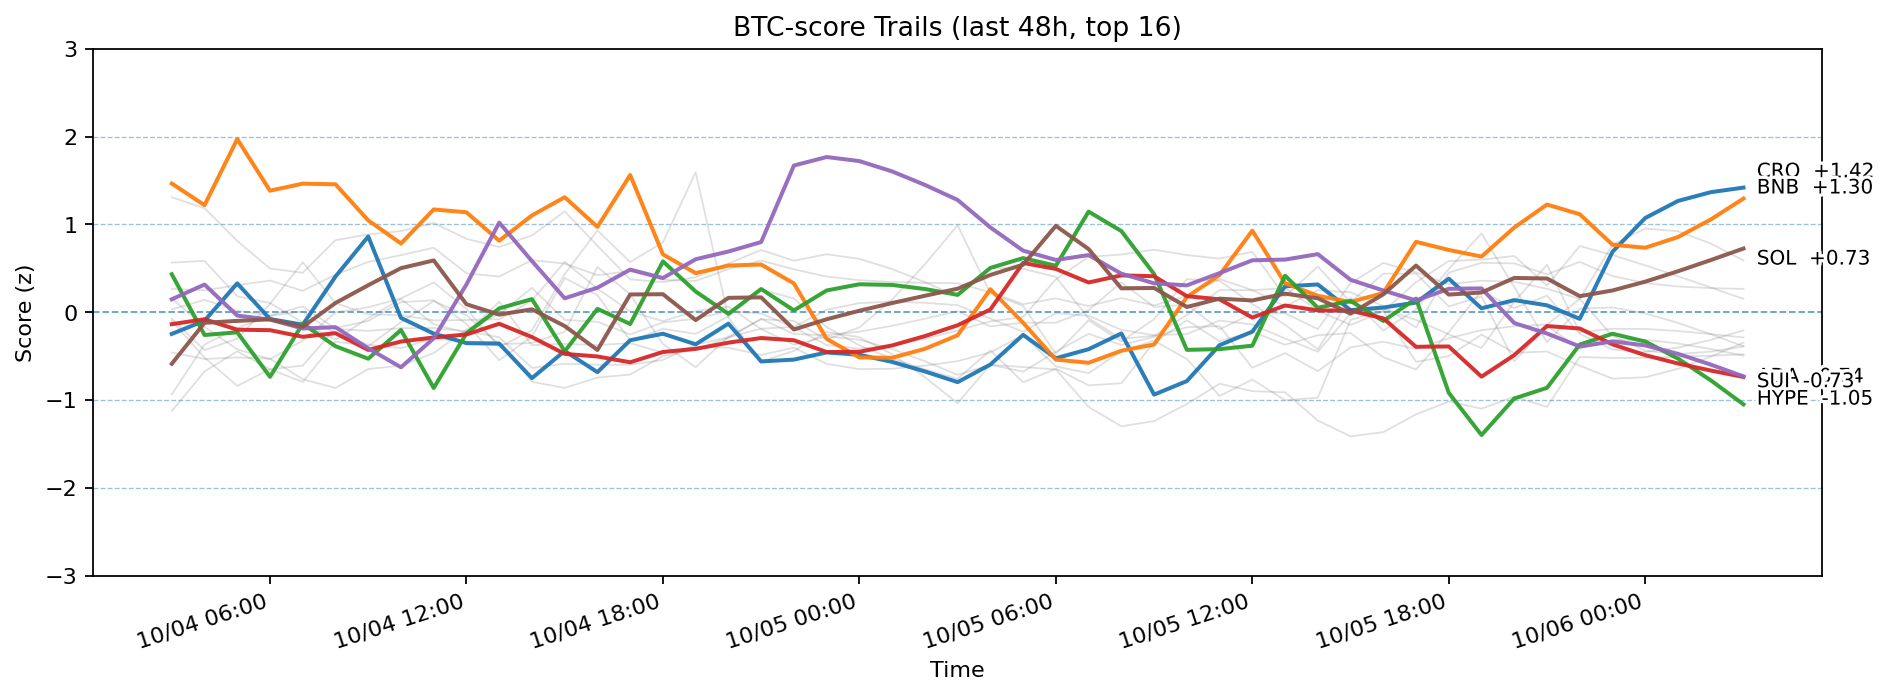 BTC-score Trails (last 48h, top 16)
Score (z)
3
2
1
0
−1
−2
−3
CRO +1.42
BNB +1.30
SOL +0.73
SUI -0.73
HYPE -1.05
10/04 06:00
10/04 12:00
10/04 18:00
10/05 00:00
10/05 06:00
10/05 12:00
10/05 18:00
10/06 00:00
Time